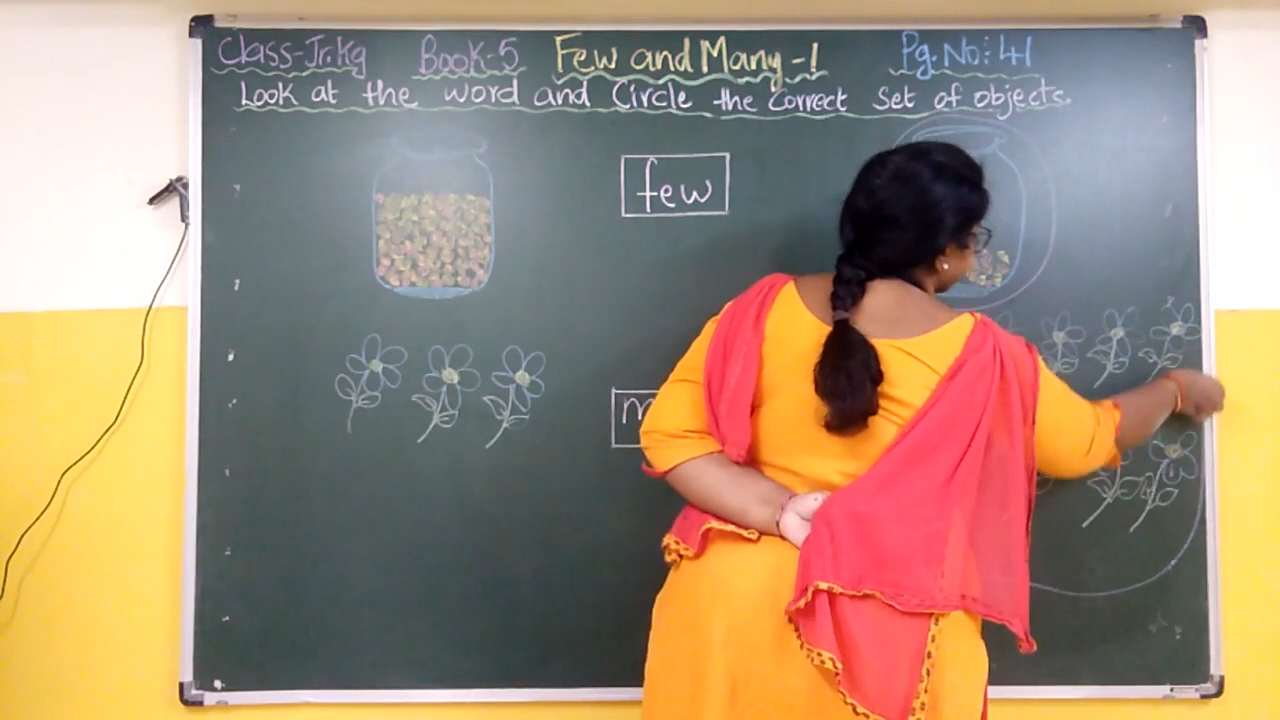 Class-Jr.Kg Book-5 Few and Many-1 Pg.No:41
Look at the word and Circle the Correct Set of objects.
few